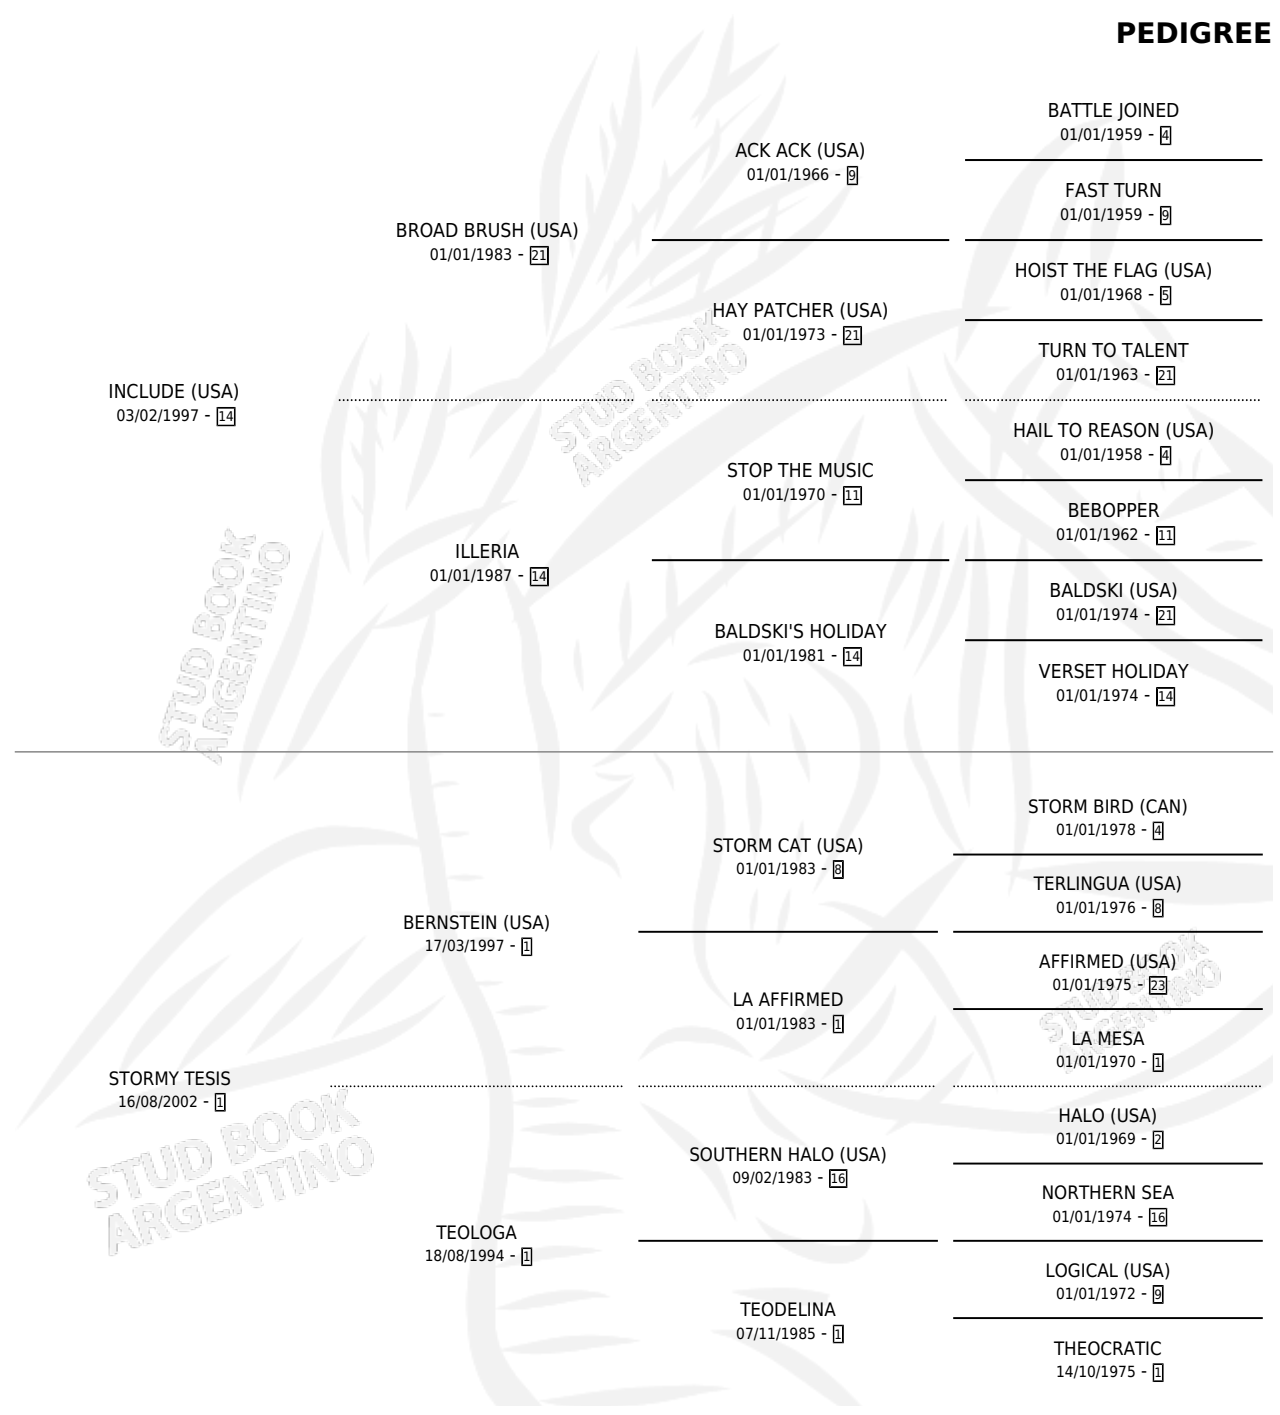 PEDIGREE
BATTLE JOINED
01/01/1959 - 4
ACK ACK (USA)
01/01/1966 - 9
FAST TURN
01/01/1959 - 9
BROAD BRUSH (USA)
01/01/1983 - 21
HOIST THE FLAG (USA)
01/01/1968 - 5
HAY PATCHER (USA)
01/01/1973 - 21
TURN TO TALENT
01/01/1963 - 21
INCLUDE (USA)
03/02/1997 - 14
HAIL TO REASON (USA)
01/01/1958 - 4
STOP THE MUSIC
01/01/1970 - 11
BEBOPPER
01/01/1962 - 11
ILLERIA
01/01/1987 - 14
BALDSKI (USA)
01/01/1974 - 21
BALDSKI'S HOLIDAY
01/01/1981 - 14
VERSET HOLIDAY
01/01/1974 - 14
STORM BIRD (CAN)
01/01/1978 - 4
STORM CAT (USA)
01/01/1983 - 8
TERLINGUA (USA)
01/01/1976 - 8
BERNSTEIN (USA)
17/03/1997 - 1
AFFIRMED (USA)
01/01/1975 - 23
LA AFFIRMED
01/01/1983 - 1
LA MESA
01/01/1970 - 1
STORMY TESIS
16/08/2002 - 1
HALO (USA)
01/01/1969 - 2
SOUTHERN HALO (USA)
09/02/1983 - 16
NORTHERN SEA
01/01/1974 - 16
TEOLOGA
18/08/1994 - 1
LOGICAL (USA)
01/01/1972 - 9
TEODELINA
07/11/1985 - 1
THEOCRATIC
14/10/1975 - 1
STUD BOOK
ARGENTINO
STUD BOOK
ARGENTINO
STUD BOOK
ARGENTINO
STUD BOOK
ARGENTINO